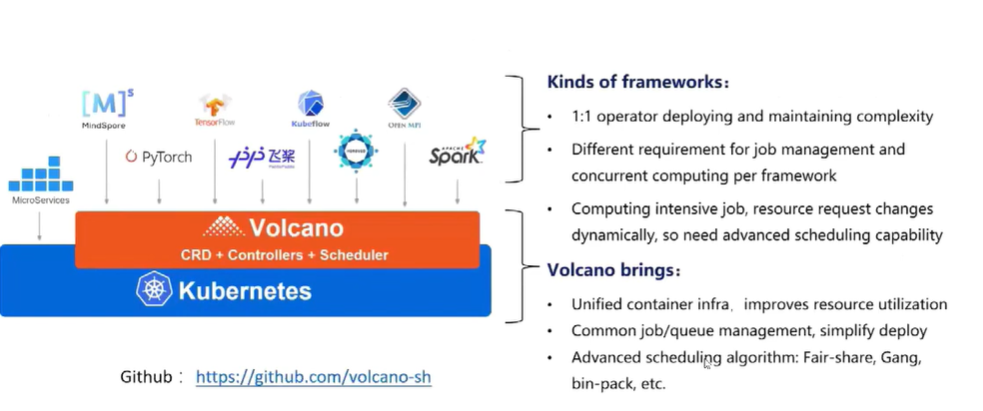 [M]s
MindSpore
TensorFlow
Kubeflow
OPEN MPI
PyTorch
飞桨
APACHE
Spark
MicroServices
Volcano
CRD + Controllers + Scheduler
Kubernetes
Github： https://github.com/volcano-sh
Kinds of frameworks：
• 1:1 operator deploying and maintaining complexity
• Different requirement for job management and
concurrent computing per framework
• Computing intensive job, resource request changes
dynamically, so need advanced scheduling capability
Volcano brings：
• Unified container infra，improves resource utilization
• Common job/queue management, simplify deploy
• Advanced scheduling algorithm: Fair-share, Gang,
bin-pack, etc.